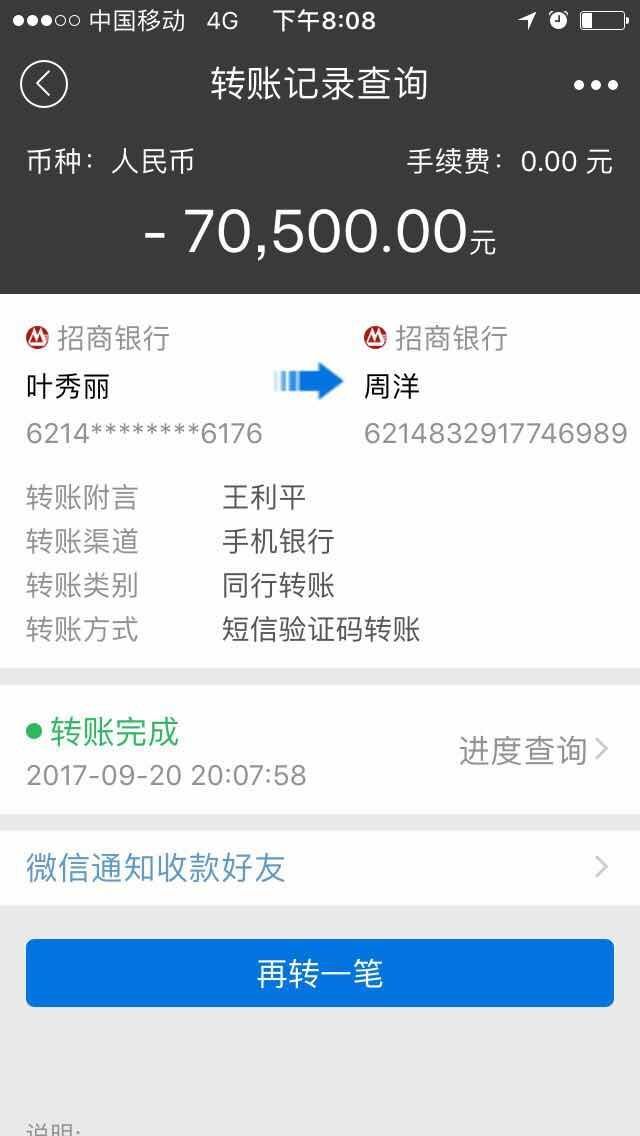 中国移动 4G 下午8:08
转账记录查询
币种：人民币 手续费：0.00 元
- 70,500.00元
招商银行 招商银行
叶秀丽 周洋
6214********6176 6214832917746989
转账附言 王利平
转账渠道 手机银行
转账类别 同行转账
转账方式 短信验证码转账
转账完成
2017-09-20 20:07:58 进度查询
微信通知收款好友
再转一笔
说明: